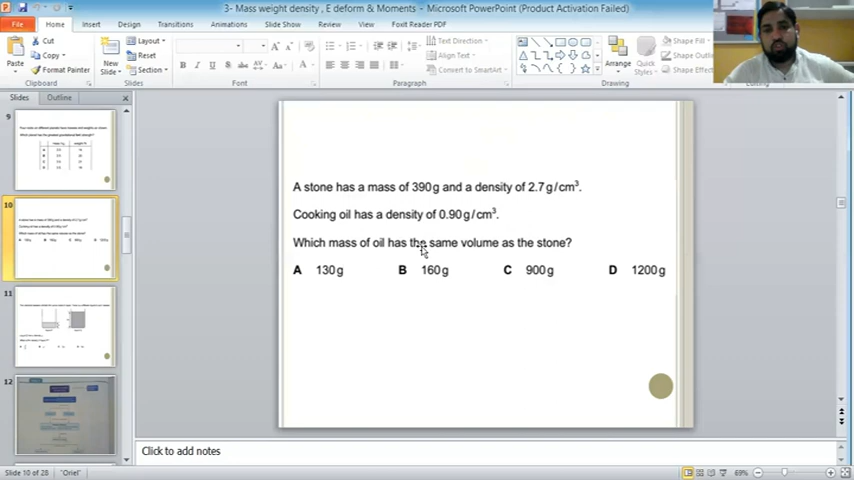 3- Mass weight density , E deform & Moments - Microsoft PowerPoint (Product Activation Failed)
File Home Insert Design Transitions Animations Slide Show Review View Foxit Reader PDF
Paste
Cut
Copy
Format Painter
Clipboard
New Slide
Layout
Reset
Section
Slides
Font
Paragraph
Text Direction
Align Text
Convert to SmartArt
Arrange
Quick Styles
Shape Fill
Shape
Shape
Drawing
Slides Outline
9
10
11
12
A stone has a mass of 390 g and a density of 2.7 g/cm³.
Cooking oil has a density of 0.90 g/cm³.
Which mass of oil has the same volume as the stone?
A 130 g B 160 g C 900 g D 1200 g
Click to add notes
Slide 10 of 28 "Oriel" 69%